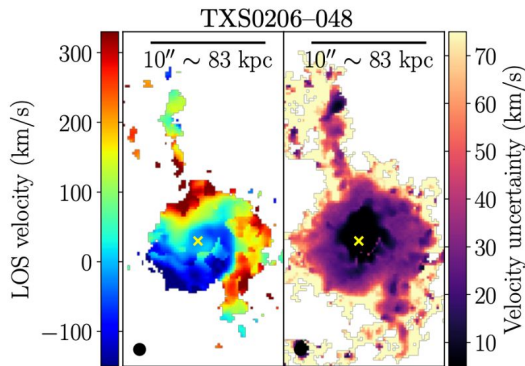 TXS0206–048
10″ ∼ 83 kpc
10″ ∼ 83 kpc
LOS velocity (km/s)
300
200
100
0
−100
Velocity uncertainty (km/s)
70
60
50
40
30
20
10